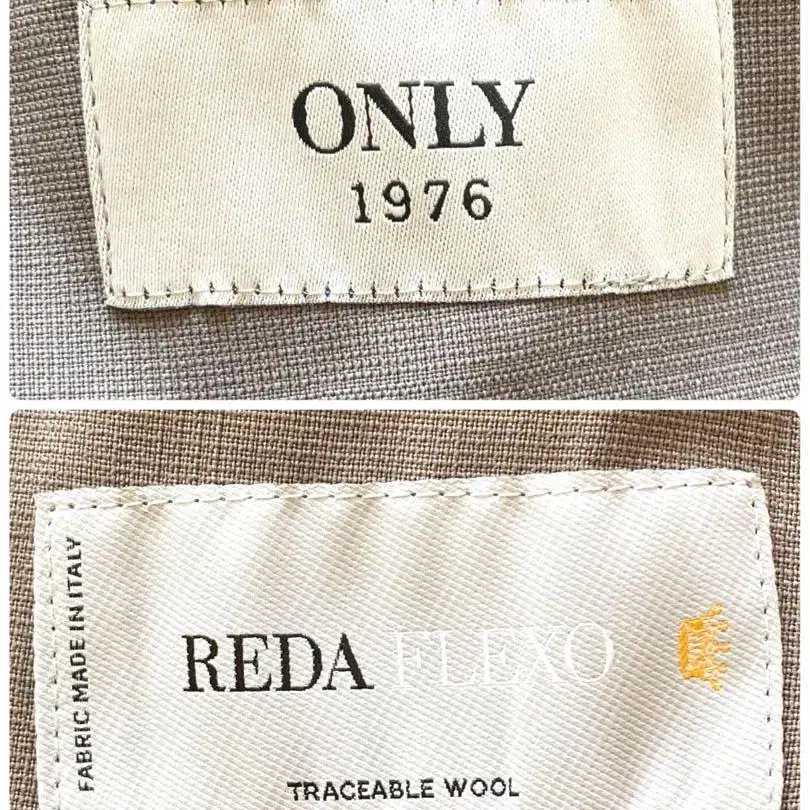 ONLY
1976
FABRIC MADE IN ITALY
REDA FLEXO
TRACEABLE WOOL